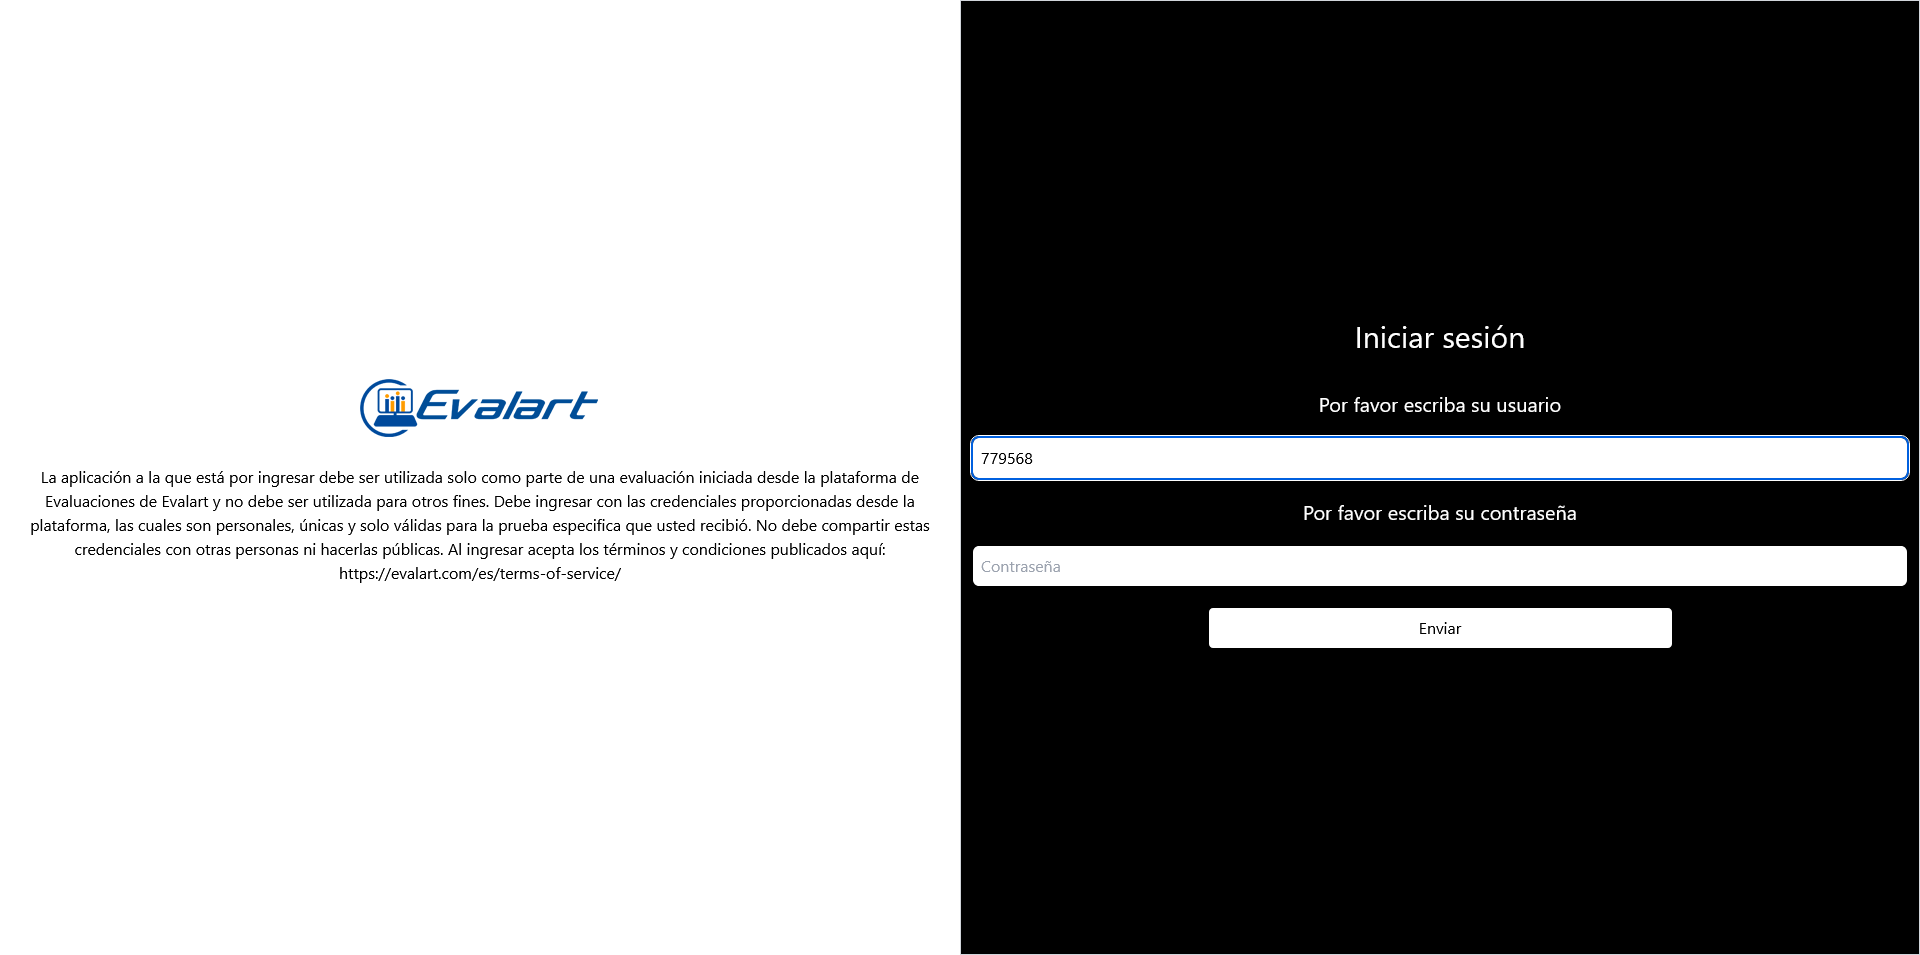 Evalart
La aplicación a la que está por ingresar debe ser utilizada solo como parte de una evaluación iniciada desde la plataforma de
Evaluaciones de Evalart y no debe ser utilizada para otros fines. Debe ingresar con las credenciales proporcionadas desde la
plataforma, las cuales son personales, únicas y solo válidas para la prueba especifica que usted recibió. No debe compartir estas
credenciales con otras personas ni hacerlas públicas. Al ingresar acepta los términos y condiciones publicados aquí:
https://evalart.com/es/terms-of-service/
Iniciar sesión
Por favor escriba su usuario
779568
Por favor escriba su contraseña
Contraseña
Enviar